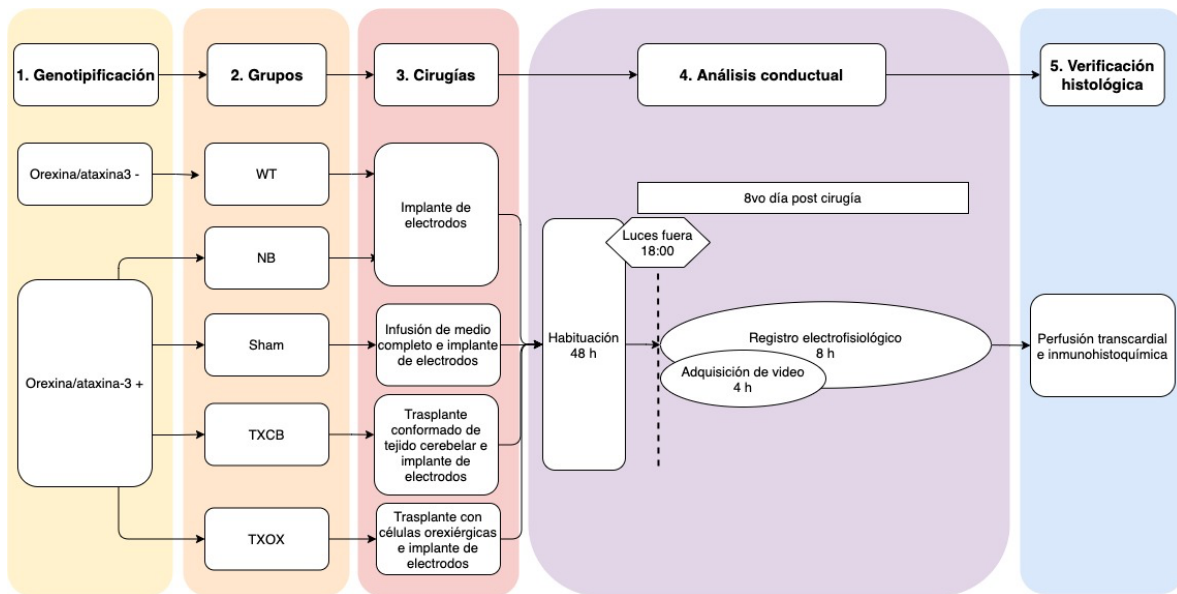 1. Genotipificación
2. Grupos
3. Cirugías
4. Análisis conductual
5. Verificación
histológica
Orexina/ataxina3 -
WT
Implante de
electrodos
8vo día post cirugía
Luces fuera
18:00
NB
Orexina/ataxina-3 +
Sham
Infusión de medio
completo e implante
de electrodos
Habituación
48 h
Registro electrofisiológico
8 h
Adquisición de video
4 h
Perfusión transcardial
e inmunohistoquímica
TXCB
Trasplante
conformado de
tejido cerebelar e
implante de
electrodos
TXOX
Trasplante con
células orexiérgicas
e implante de
electrodos